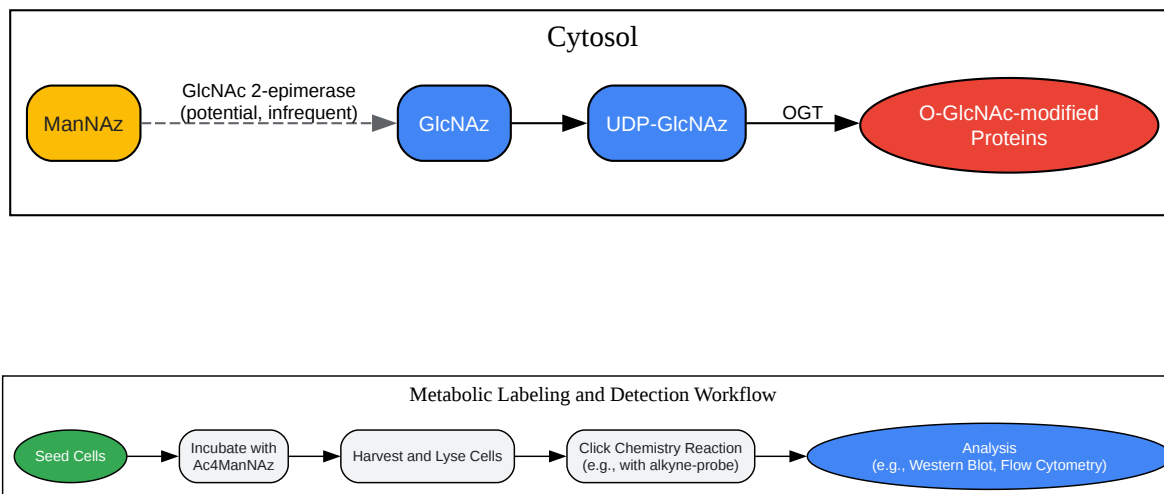 Cytosol
GlcNAc 2-epimerase
(potential, infrequent)
ManNAz
GlcNAz
UDP-GlcNAz
OGT
O-GlcNAc-modified
Proteins
Metabolic Labeling and Detection Workflow
Seed Cells
Incubate with
Ac4ManNAz
Harvest and Lyse Cells
Click Chemistry Reaction
(e.g., with alkyne-probe)
Analysis
(e.g., Western Blot, Flow Cytometry)